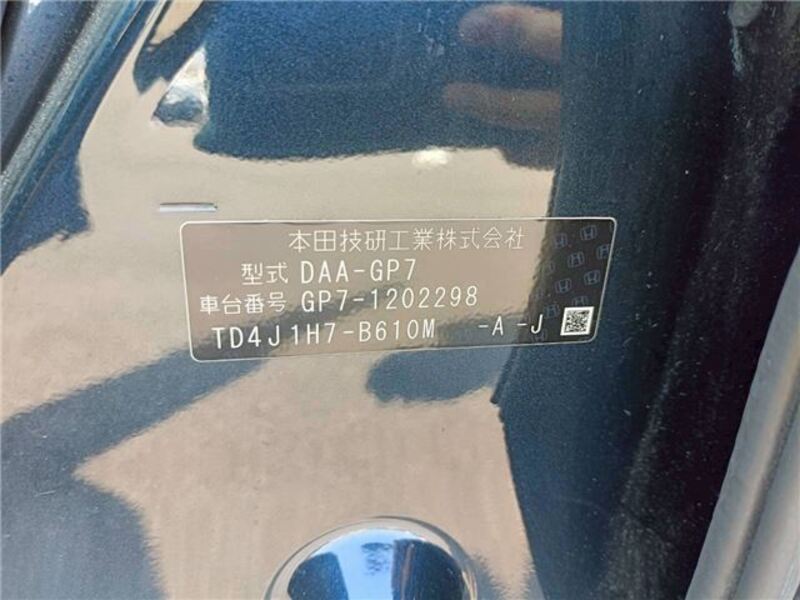 本田技研工業株式会社
型式 DAA-GP7
車台番号 GP7-1202298
TD4J1H7-B610M -A -J